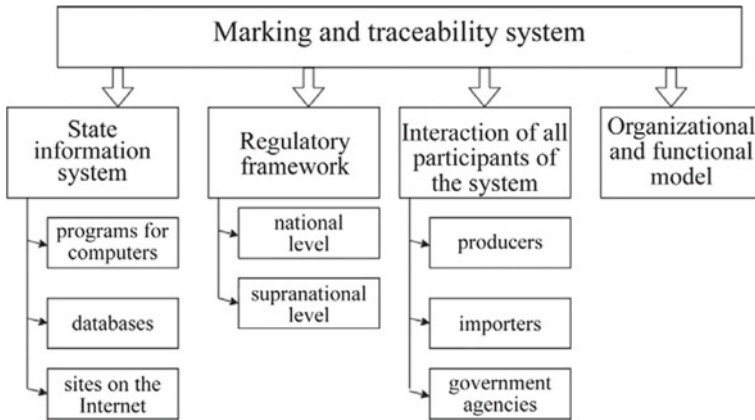 Marking and traceability system
State
information
system
programs for
computers
databases
sites on the
Internet
Regulatory
framework
national
level
supranational
level
Interaction of all
participants of
the system
producers
importers
government
agencies
Organizational
and functional
model